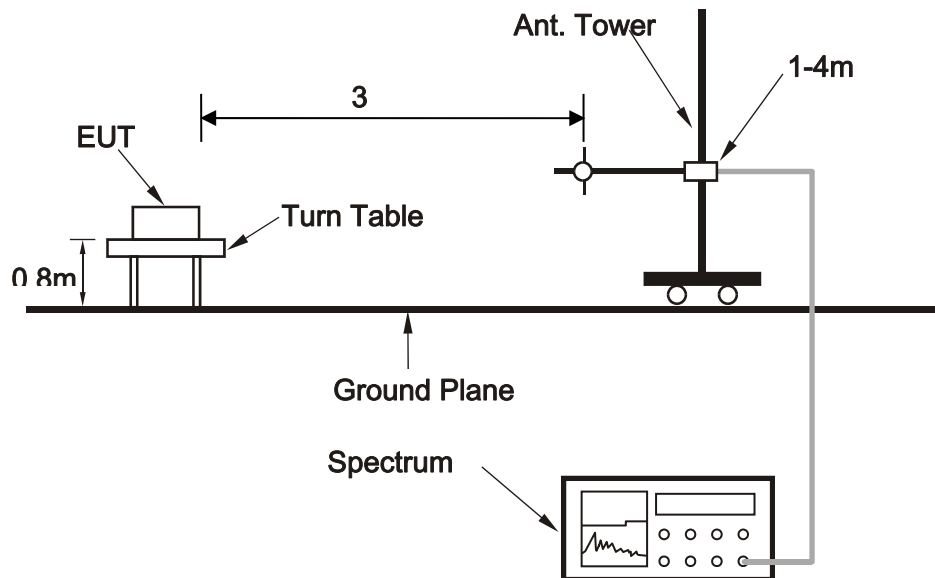 Ant. Tower
1-4m
3
EUT
Turn Table
0.8m
Ground Plane
Spectrum